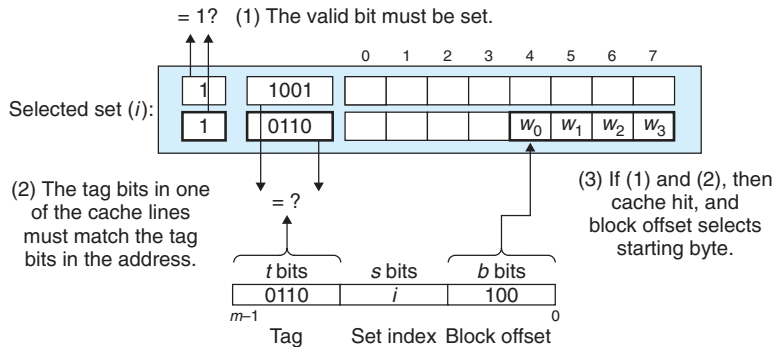 = 1? (1) The valid bit must be set.
0 1 2 3 4 5 6 7
1 1001
Selected set (i):
1 0110 w0 w1 w2 w3
(2) The tag bits in one
of the cache lines
must match the tag
bits in the address.
= ?
(3) If (1) and (2), then
cache hit, and
block offset selects
starting byte.
t bits s bits b bits
0110 i 100
m–1 0
Tag Set index Block offset